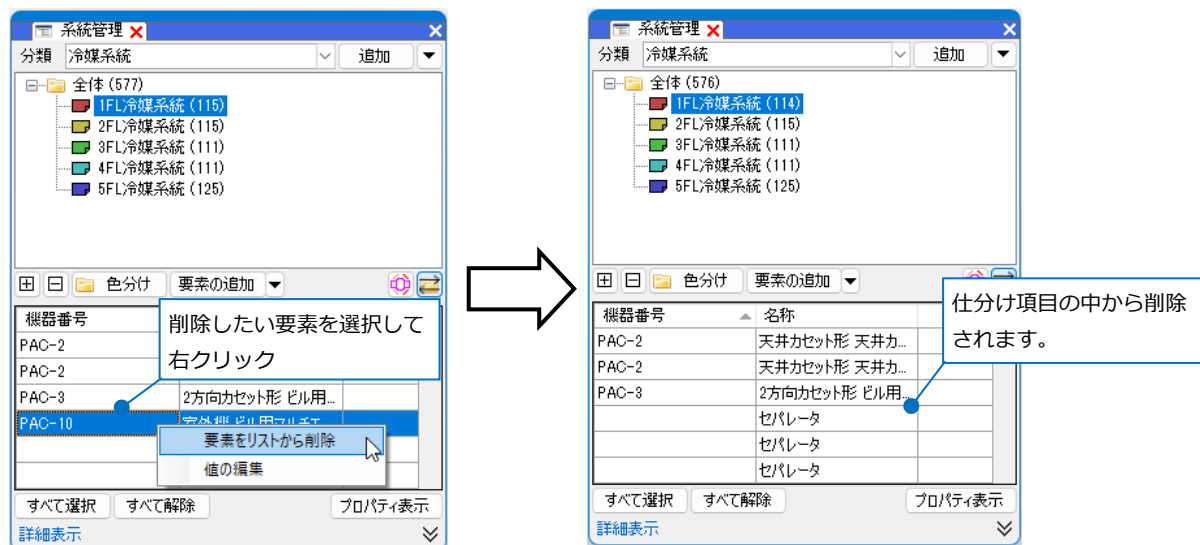 系統管理
分類 冷媒系統 追加
全体 (577)
1FL冷媒系統 (115)
2FL冷媒系統 (115)
3FL冷媒系統 (111)
4FL冷媒系統 (111)
5FL冷媒系統 (125)
色分け 要素の追加
機器番号
PAC-2
PAC-2
PAC-3 2方向カセット形 ビル用...
PAC-10 室外機 ビル用マルチエ
削除したい要素を選択して
右クリック
要素をリストから削除
値の編集
すべて選択 すべて解除 プロパティ表示
詳細表示
系統管理
分類 冷媒系統 追加
全体 (576)
1FL冷媒系統 (114)
2FL冷媒系統 (115)
3FL冷媒系統 (111)
4FL冷媒系統 (111)
5FL冷媒系統 (125)
色分け 要素の追加
機器番号 名称
PAC-2 天井カセット形 天井カ...
PAC-2 天井カセット形 天井カ...
PAC-3 2方向カセット形 ビル用...
セパレータ
セパレータ
セパレータ
仕分け項目の中から削除
されます。
すべて選択 すべて解除 プロパティ表示
詳細表示